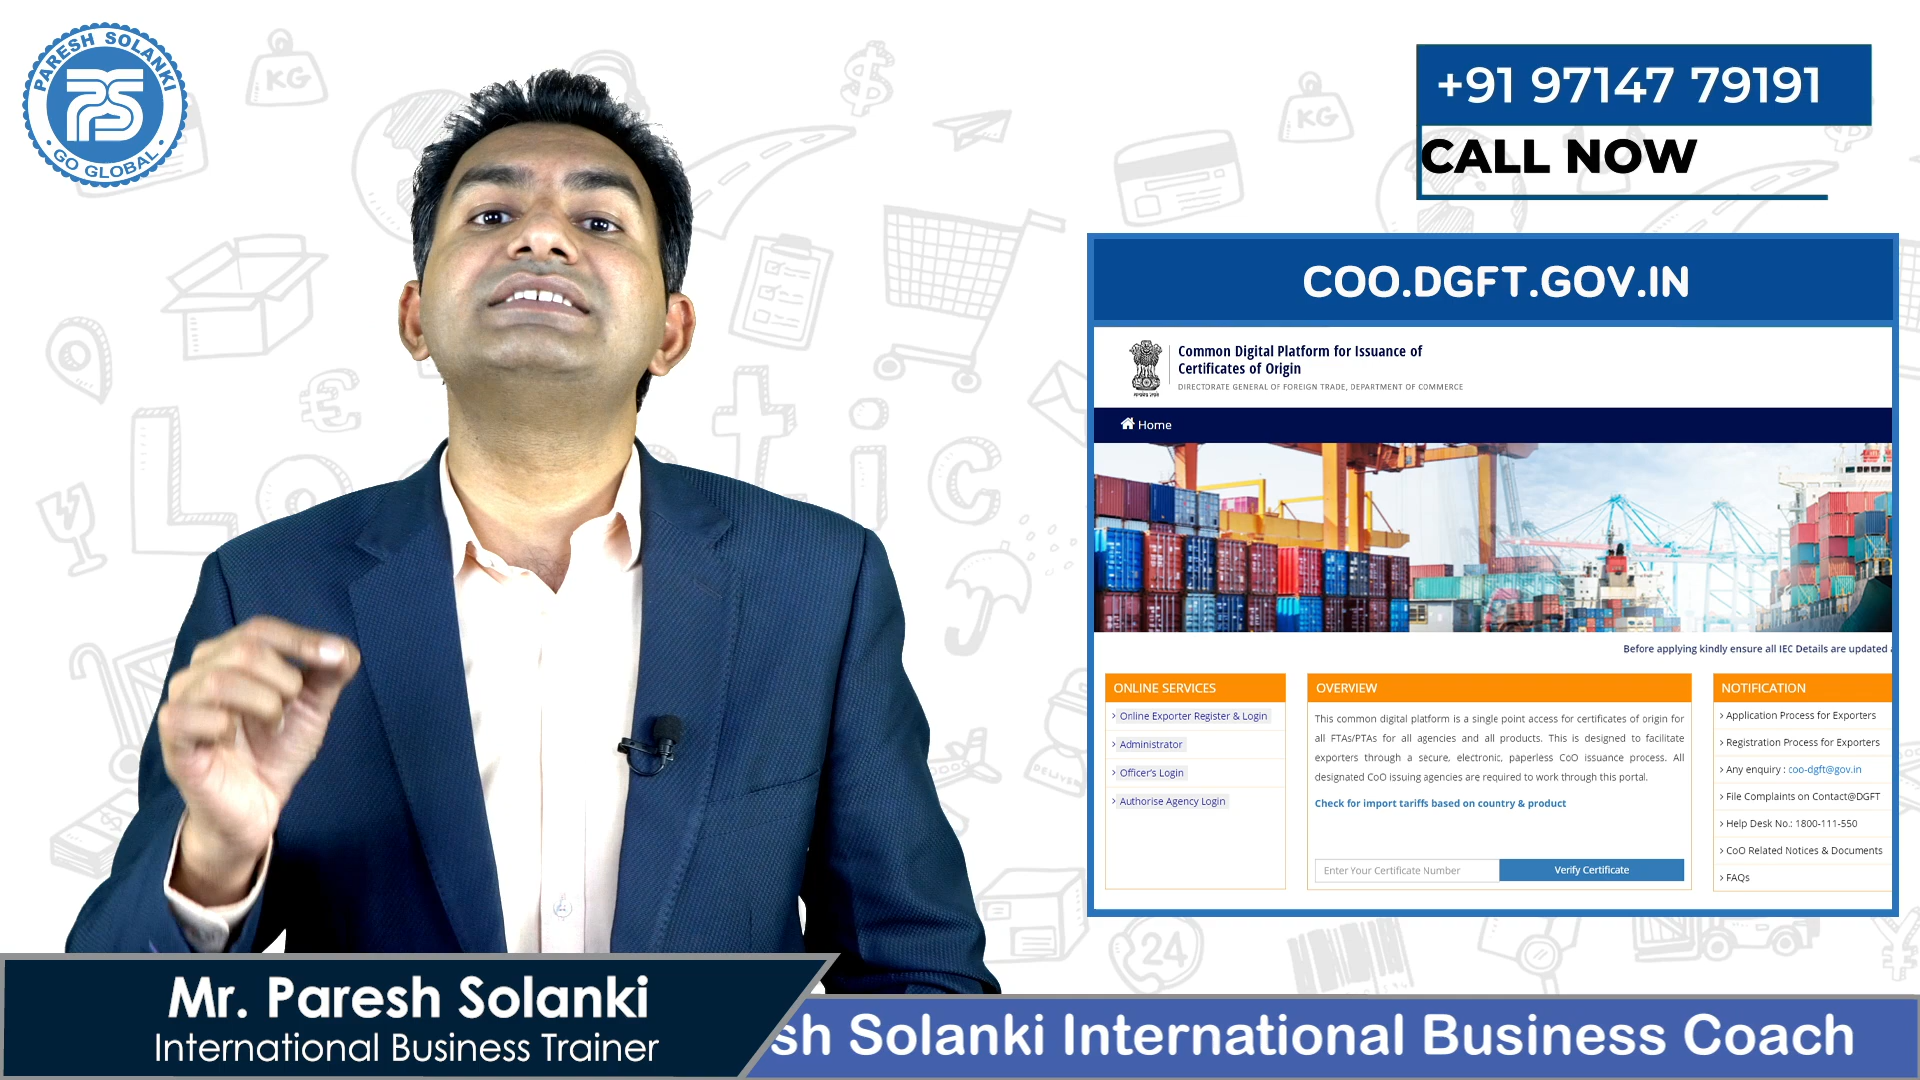 PARESH SOLANKI
PS
• GO GLOBAL •
KG
KG
Logistic
DELIVER
24
+91 97147 79191
CALL NOW
COO.DGFT.GOV.IN
Common Digital Platform for Issuance of
Certificates of Origin
DIRECTORATE GENERAL OF FOREIGN TRADE, DEPARTMENT OF COMMERCE
Home
Before applying kindly ensure all IEC Details are updated
ONLINE SERVICES
› Online Exporter Register & Login
› Administrator
› Officer's Login
› Authorise Agency Login
OVERVIEW
This common digital platform is a single point access for certificates of origin for
all FTAs/PTAs for all agencies and all products. This is designed to facilitate
exporters through a secure, electronic, paperless CoO issuance process. All
designated CoO issuing agencies are required to work through this portal.
Check for import tariffs based on country & product
Enter Your Certificate Number
Verify Certificate
NOTIFICATION
› Application Process for Exporters
› Registration Process for Exporters
› Any enquiry : coo-dgft@gov.in
› File Complaints on Contact@DGFT
› Help Desk No.: 1800-111-550
› CoO Related Notices & Documents
› FAQs
Mr. Paresh Solanki
International Business Trainer
sh Solanki International Business Coach